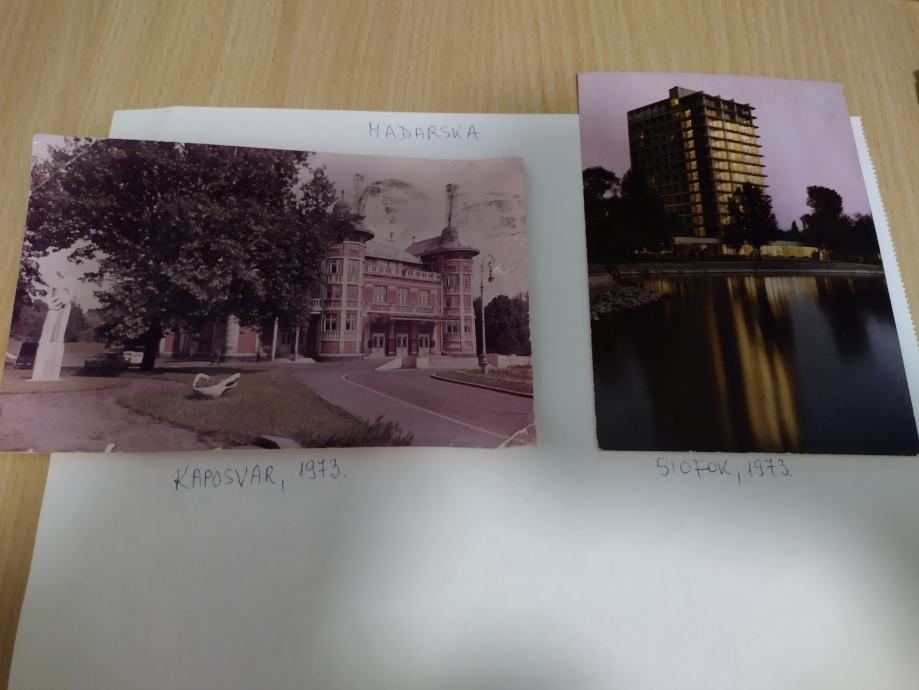 MAĐARSKA
KAPOSVAR, 1973.
SIOFOK, 1973.